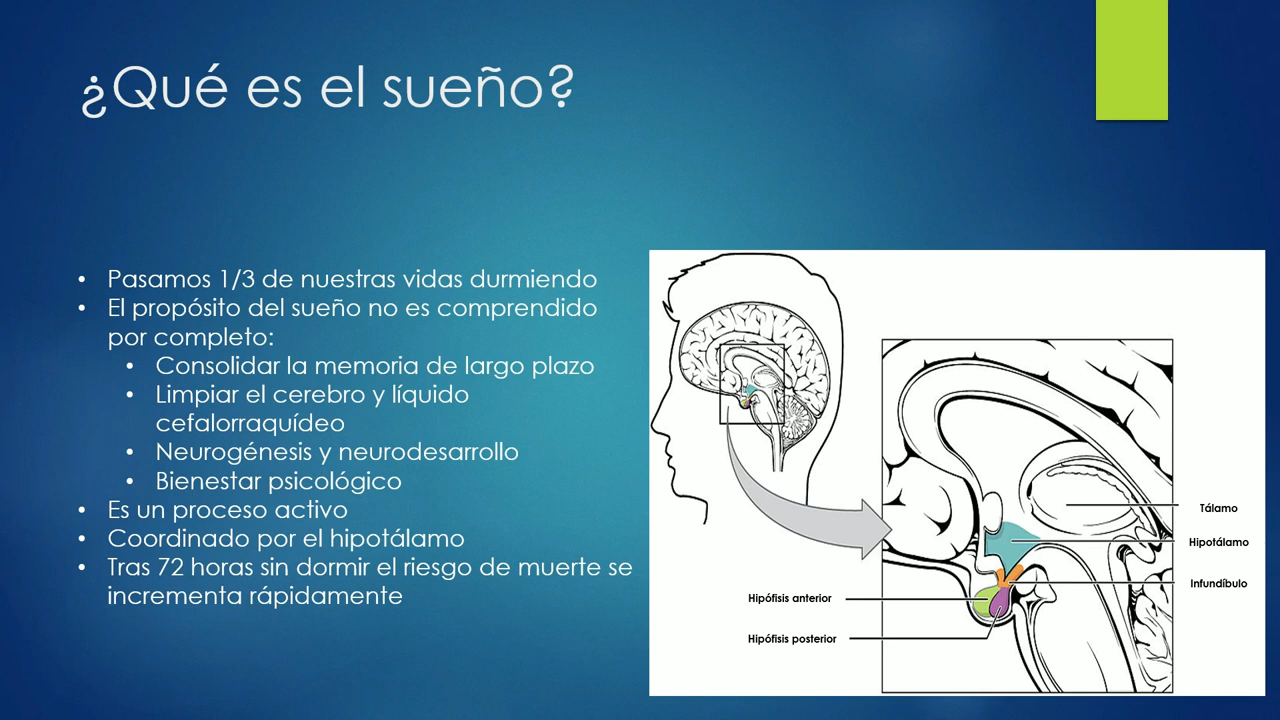 ¿Qué es el sueño?
• Pasamos 1/3 de nuestras vidas durmiendo
• El propósito del sueño no es comprendido
por completo:
• Consolidar la memoria de largo plazo
• Limpiar el cerebro y líquido
cefalorraquídeo
• Neurogénesis y neurodesarrollo
• Bienestar psicológico
• Es un proceso activo
• Coordinado por el hipotálamo
• Tras 72 horas sin dormir el riesgo de muerte se
incrementa rápidamente
Tálamo
Hipotálamo
Infundíbulo
Hipófisis anterior
Hipófisis posterior